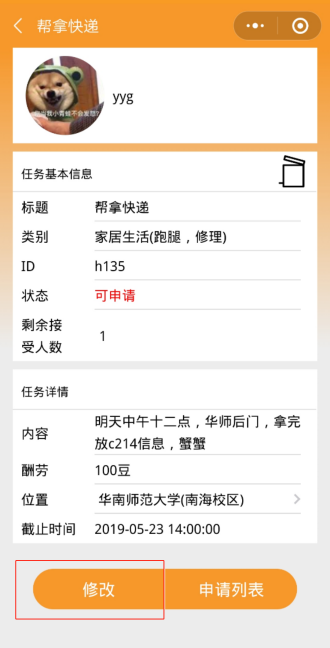 帮拿快递
yyg
任务基本信息
标题 帮拿快递
类别 家居生活(跑腿，修理)
ID h135
状态 可申请
剩余接
受人数 1
任务详情
内容 明天中午十二点，华师后门，拿完
放c214信息，蟹蟹
酬劳 100豆
位置 华南师范大学(南海校区)
截止时间 2019-05-23 14:00:00
修改 申请列表